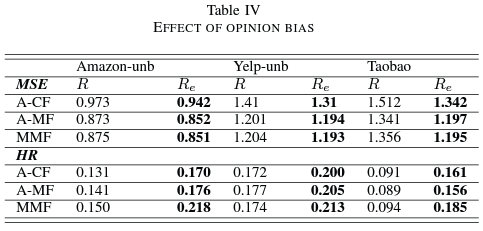 Table IV
EFFECT OF OPINION BIAS
Amazon-unb Yelp-unb Taobao
MSE R Re R Re R Re
A-CF 0.973 0.942 1.41 1.31 1.512 1.342
A-MF 0.873 0.852 1.201 1.194 1.341 1.197
MMF 0.875 0.851 1.204 1.193 1.356 1.195
HR
A-CF 0.131 0.170 0.172 0.200 0.091 0.161
A-MF 0.141 0.176 0.177 0.205 0.089 0.156
MMF 0.150 0.218 0.174 0.213 0.094 0.185